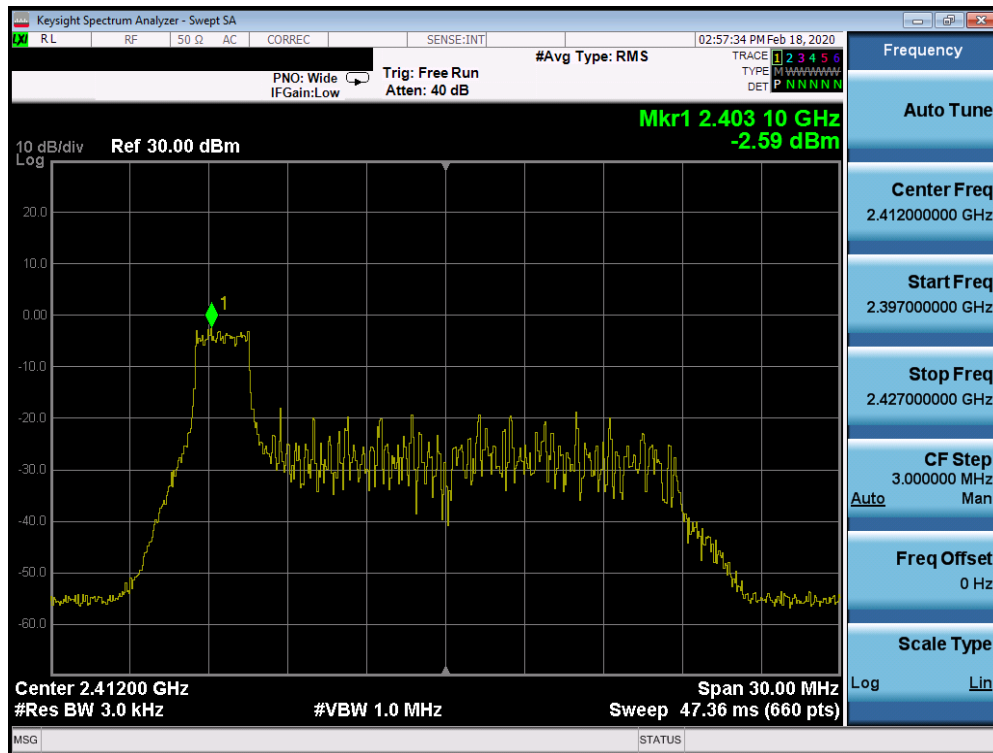 Keysight Spectrum Analyzer - Swept SA
LXI RL RF 50 Ω AC CORREC SENSE:INT 02:57:34 PM Feb 18, 2020
#Avg Type: RMS TRACE 1 2 3 4 5 6
PNO: Wide Trig: Free Run TYPE M WWWWW
IFGain:Low Atten: 40 dB DET P N N N N N
Mkr1 2.403 10 GHz
-2.59 dBm
10 dB/div Ref 30.00 dBm
Log
20.0
10.0
0.00
-10.0
-20.0
-30.0
-40.0
-50.0
-60.0
1
Center 2.41200 GHz Span 30.00 MHz
#Res BW 3.0 kHz #VBW 1.0 MHz Sweep 47.36 ms (660 pts)
MSG STATUS
Frequency
Auto Tune
Center Freq
2.412000000 GHz
Start Freq
2.397000000 GHz
Stop Freq
2.427000000 GHz
CF Step
3.000000 MHz
Auto Man
Freq Offset
0 Hz
Scale Type
Log Lin